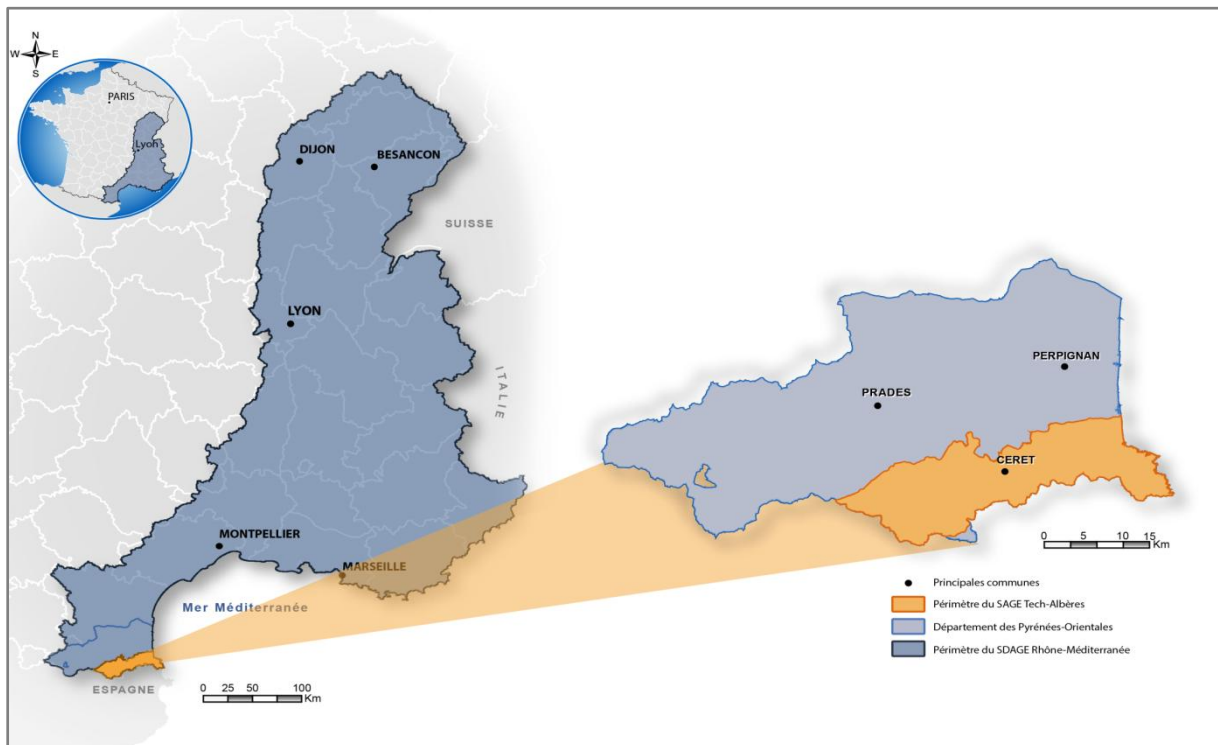 N
W E
S
PARIS
Lyon
DIJON
BESANCON
SUISSE
LYON
ITALIE
MONTPELLIER
MARSEILLE
Mer Méditerranée
ESPAGNE
0 25 50 100
Km
PERPIGNAN
PRADES
CERET
0 5 10 15
Km
Principales communes
Périmètre du SAGE Tech-Albères
Département des Pyrénées-Orientales
Périmètre du SDAGE Rhône-Méditerranée